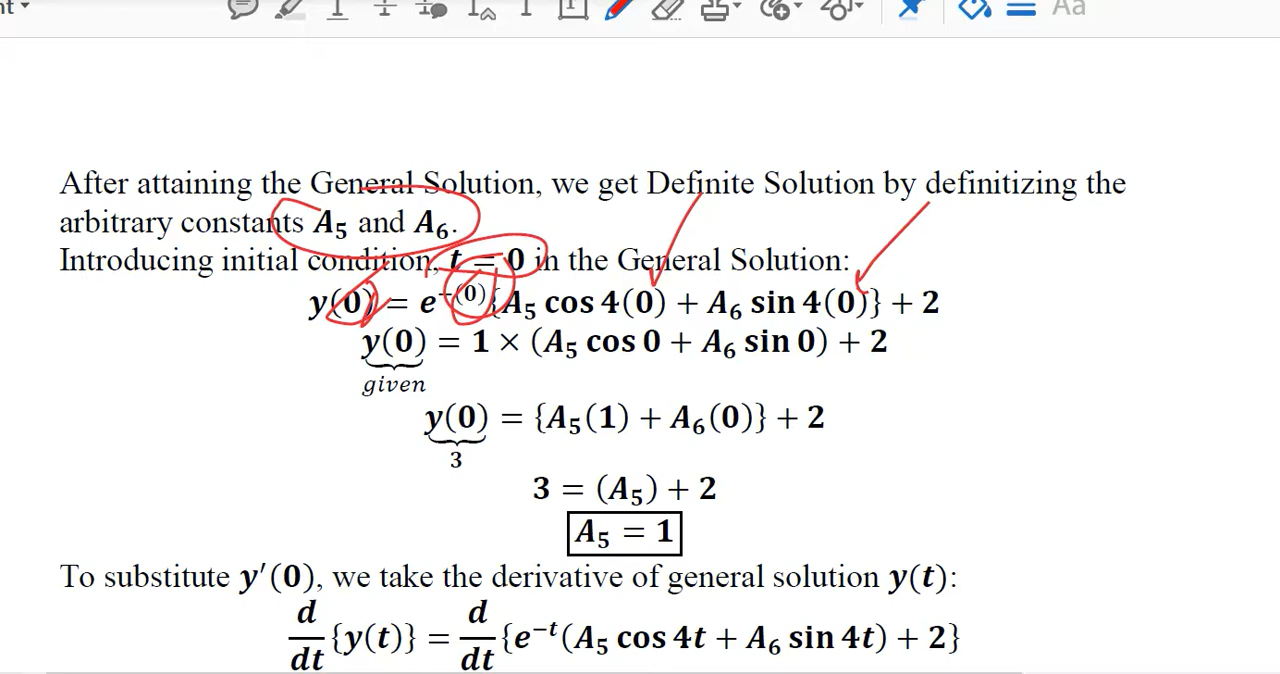 nt
Aa
After attaining the General Solution, we get Definite Solution by definitizing the
arbitrary constants A₅ and A₆.
Introducing initial condition, t = 0 in the General Solution:
y(0) = e⁻⁽⁰⁾{A₅ cos 4(0) + A₆ sin 4(0)} + 2
y(0) = 1 × (A₅ cos 0 + A₆ sin 0) + 2
given
y(0) = {A₅(1) + A₆(0)} + 2
3
3 = (A₅) + 2
A₅ = 1
To substitute y′(0), we take the derivative of general solution y(t):
d/dt {y(t)} = d/dt {e⁻ᵗ(A₅ cos 4t + A₆ sin 4t) + 2}